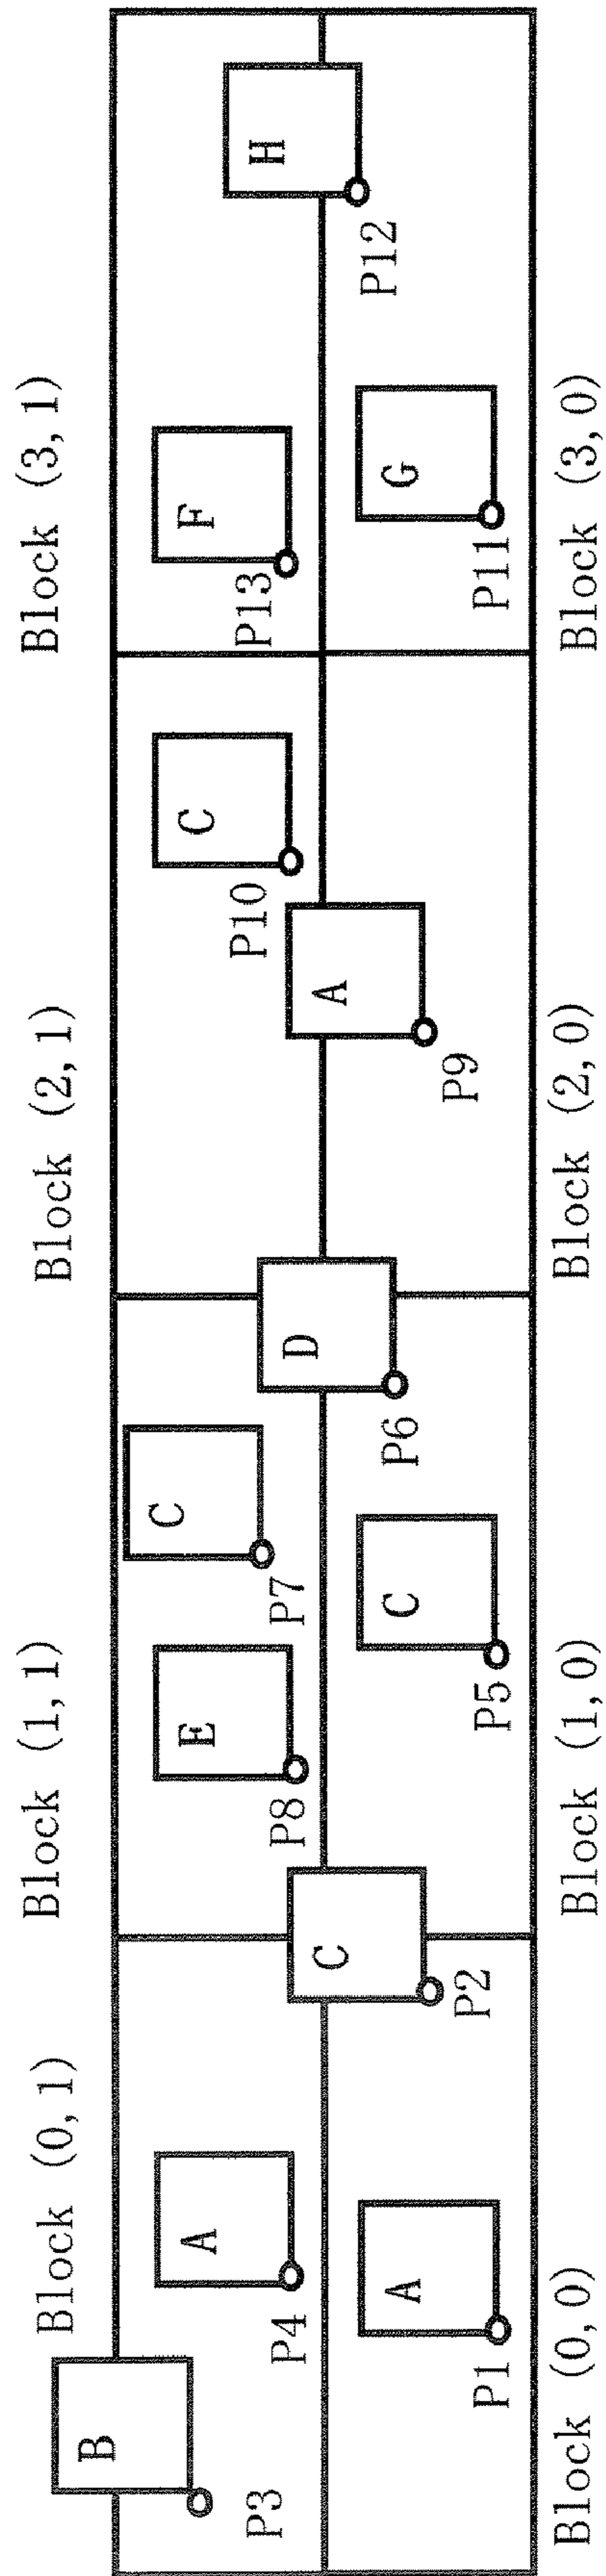 Block (0, 1)
Block (1, 1)
Block (2, 1)
Block (3, 1)
B
P3
A
P4
E
P8
C
P7
C
P10
F
P13
H
P12
C
P2
D
P6
A
P9
A
P1
C
P5
G
P11
Block (0, 0)
Block (1, 0)
Block (2, 0)
Block (3, 0)